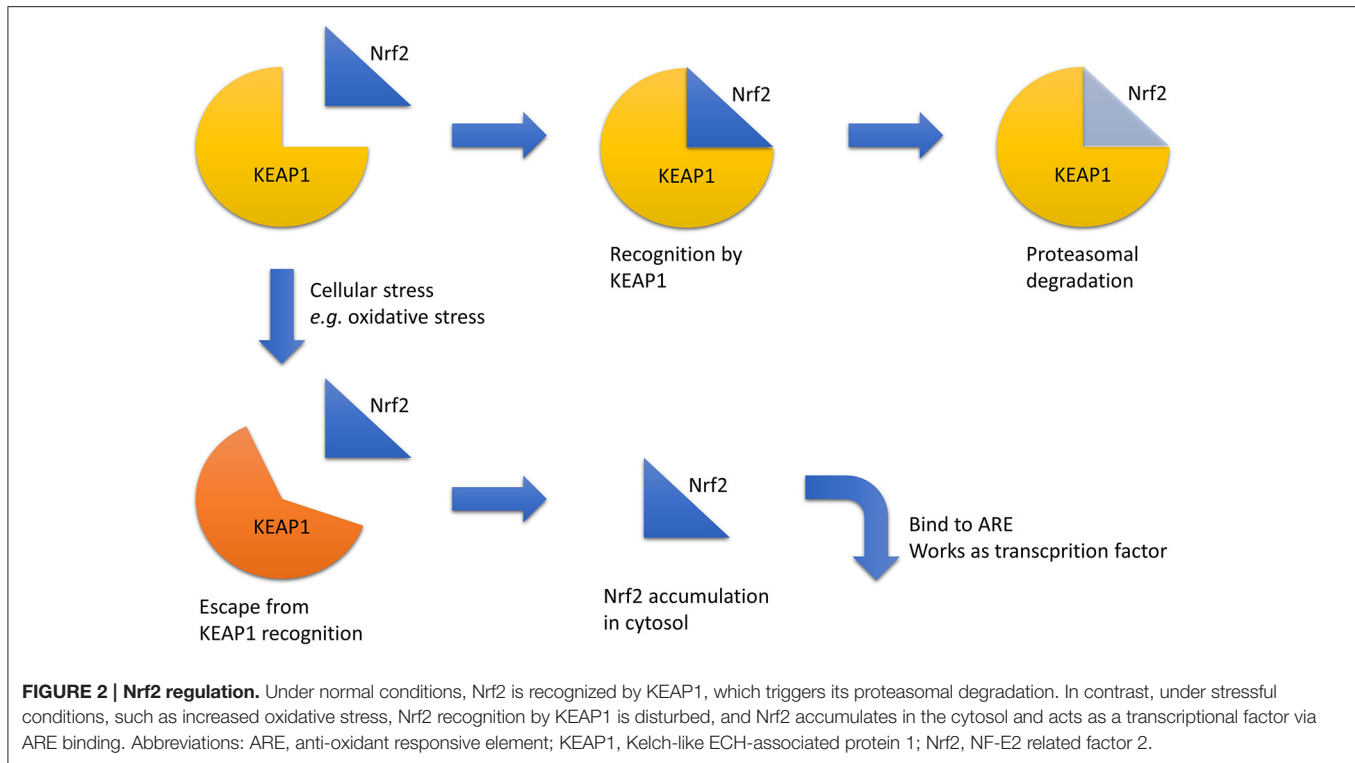 Nrf2
KEAP1
Nrf2
KEAP1
Nrf2
KEAP1
Recognition by
KEAP1
Proteasomal
degradation
Cellular stress
e.g. oxidative stress
Nrf2
KEAP1
Escape from
KEAP1 recognition
Nrf2
Nrf2 accumulation
in cytosol
Bind to ARE
Works as transcprition factor
FIGURE 2 | Nrf2 regulation. Under normal conditions, Nrf2 is recognized by KEAP1, which triggers its proteasomal degradation. In contrast, under stressful
conditions, such as increased oxidative stress, Nrf2 recognition by KEAP1 is disturbed, and Nrf2 accumulates in the cytosol and acts as a transcriptional factor via
ARE binding. Abbreviations: ARE, anti-oxidant responsive element; KEAP1, Kelch-like ECH-associated protein 1; Nrf2, NF-E2 related factor 2.